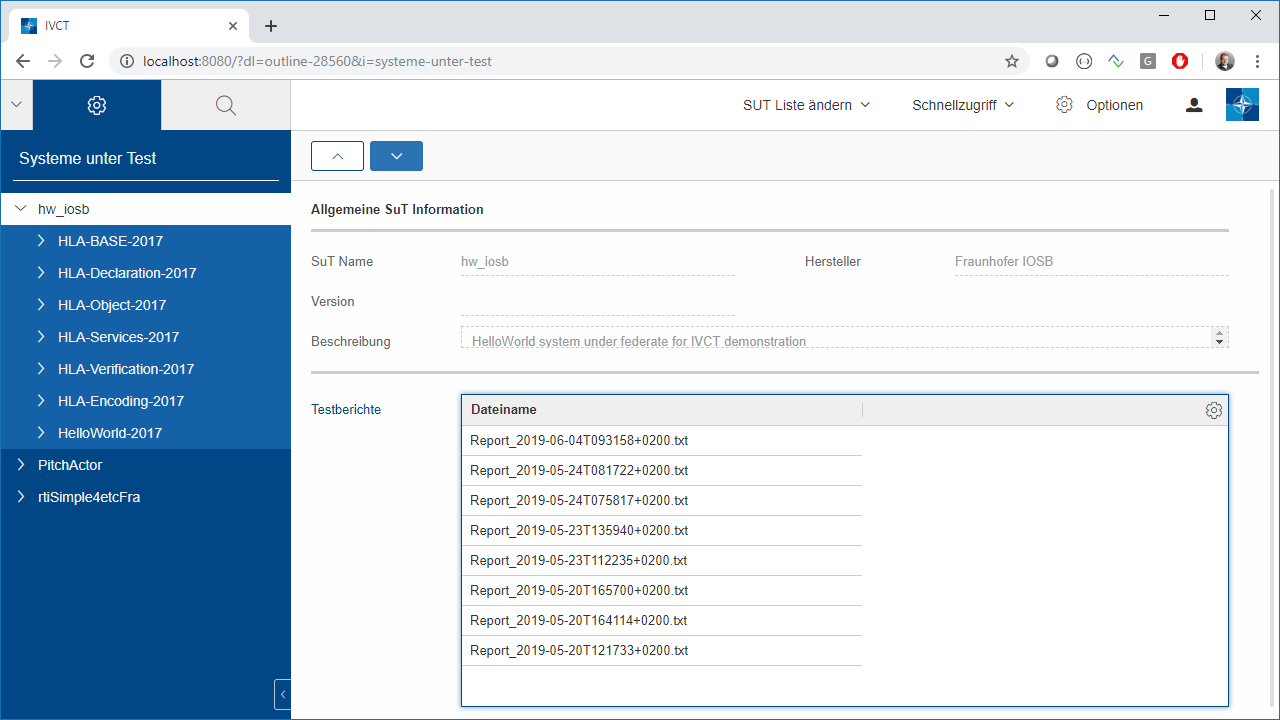 IVCT
localhost:8080/?dl=outline-28560&i=systeme-unter-test
G
SUT Liste ändern
Schnellzugriff
Optionen
Systeme unter Test
hw_iosb
HLA-BASE-2017
HLA-Declaration-2017
HLA-Object-2017
HLA-Services-2017
HLA-Verification-2017
HLA-Encoding-2017
HelloWorld-2017
PitchActor
rtiSimple4etcFra
Allgemeine SuT Information
SuT Name hw_iosb Hersteller Fraunhofer IOSB
Version
Beschreibung HelloWorld system under federate for IVCT demonstration
Testberichte
Dateiname
Report_2019-06-04T093158+0200.txt
Report_2019-05-24T081722+0200.txt
Report_2019-05-24T075817+0200.txt
Report_2019-05-23T135940+0200.txt
Report_2019-05-23T112235+0200.txt
Report_2019-05-20T165700+0200.txt
Report_2019-05-20T164114+0200.txt
Report_2019-05-20T121733+0200.txt